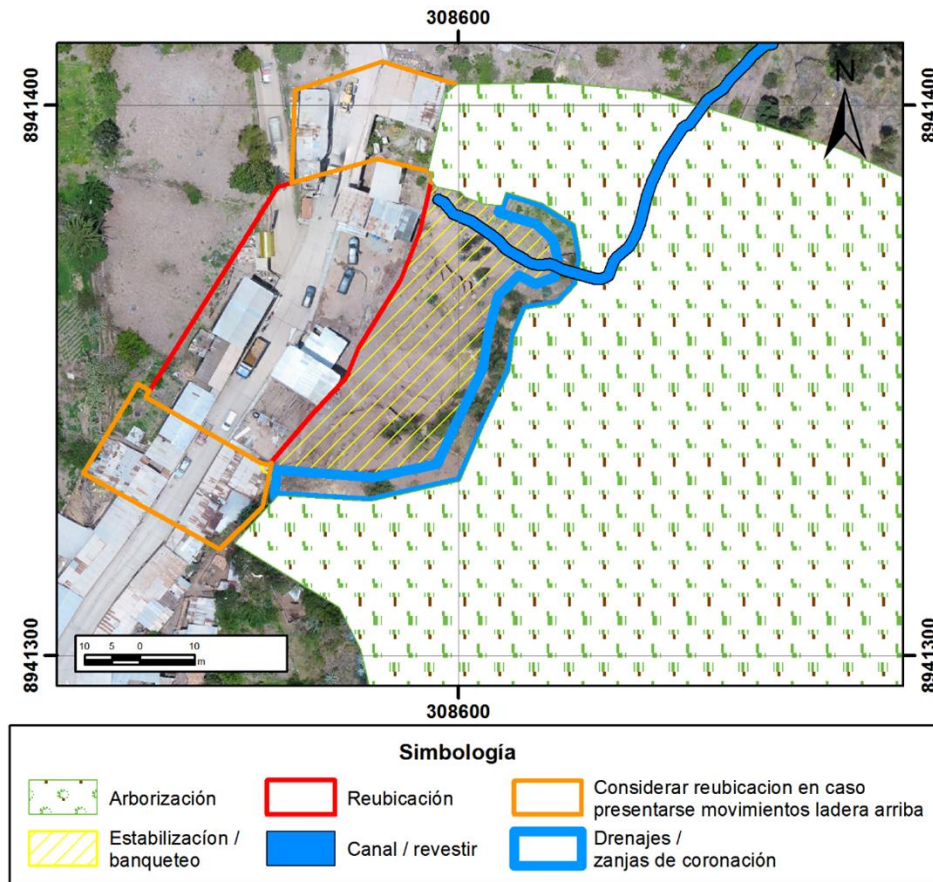 308600
8941400
8941400
N
10 5 0 10
m
8941300
8941300
308600
Simbología
Arborización
Reubicación
Considerar reubicacion en caso
presentarse movimientos ladera arriba
Estabilizacíon /
banqueteo
Canal / revestir
Drenajes /
zanjas de coronación